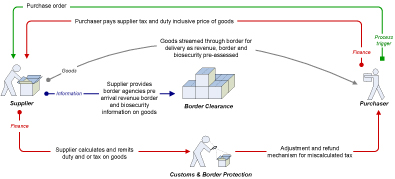 Purchase order
Purchaser pays supplier tax and duty inclusive price of goods
Process
trigger
Finance
Goods streamed through border for
delivery as revenue, border and
biosecurity pre-assessed
Goods
Supplier
Information
Supplier provides
border agencies pre
arrival revenue border
and biosecurity
information on goods
Border Clearance
Purchaser
Finance
Supplier calculates and remits
duty and or tax on goods
Adjustment and refund
mechanism for miscalculated tax
Customs & Border Protection